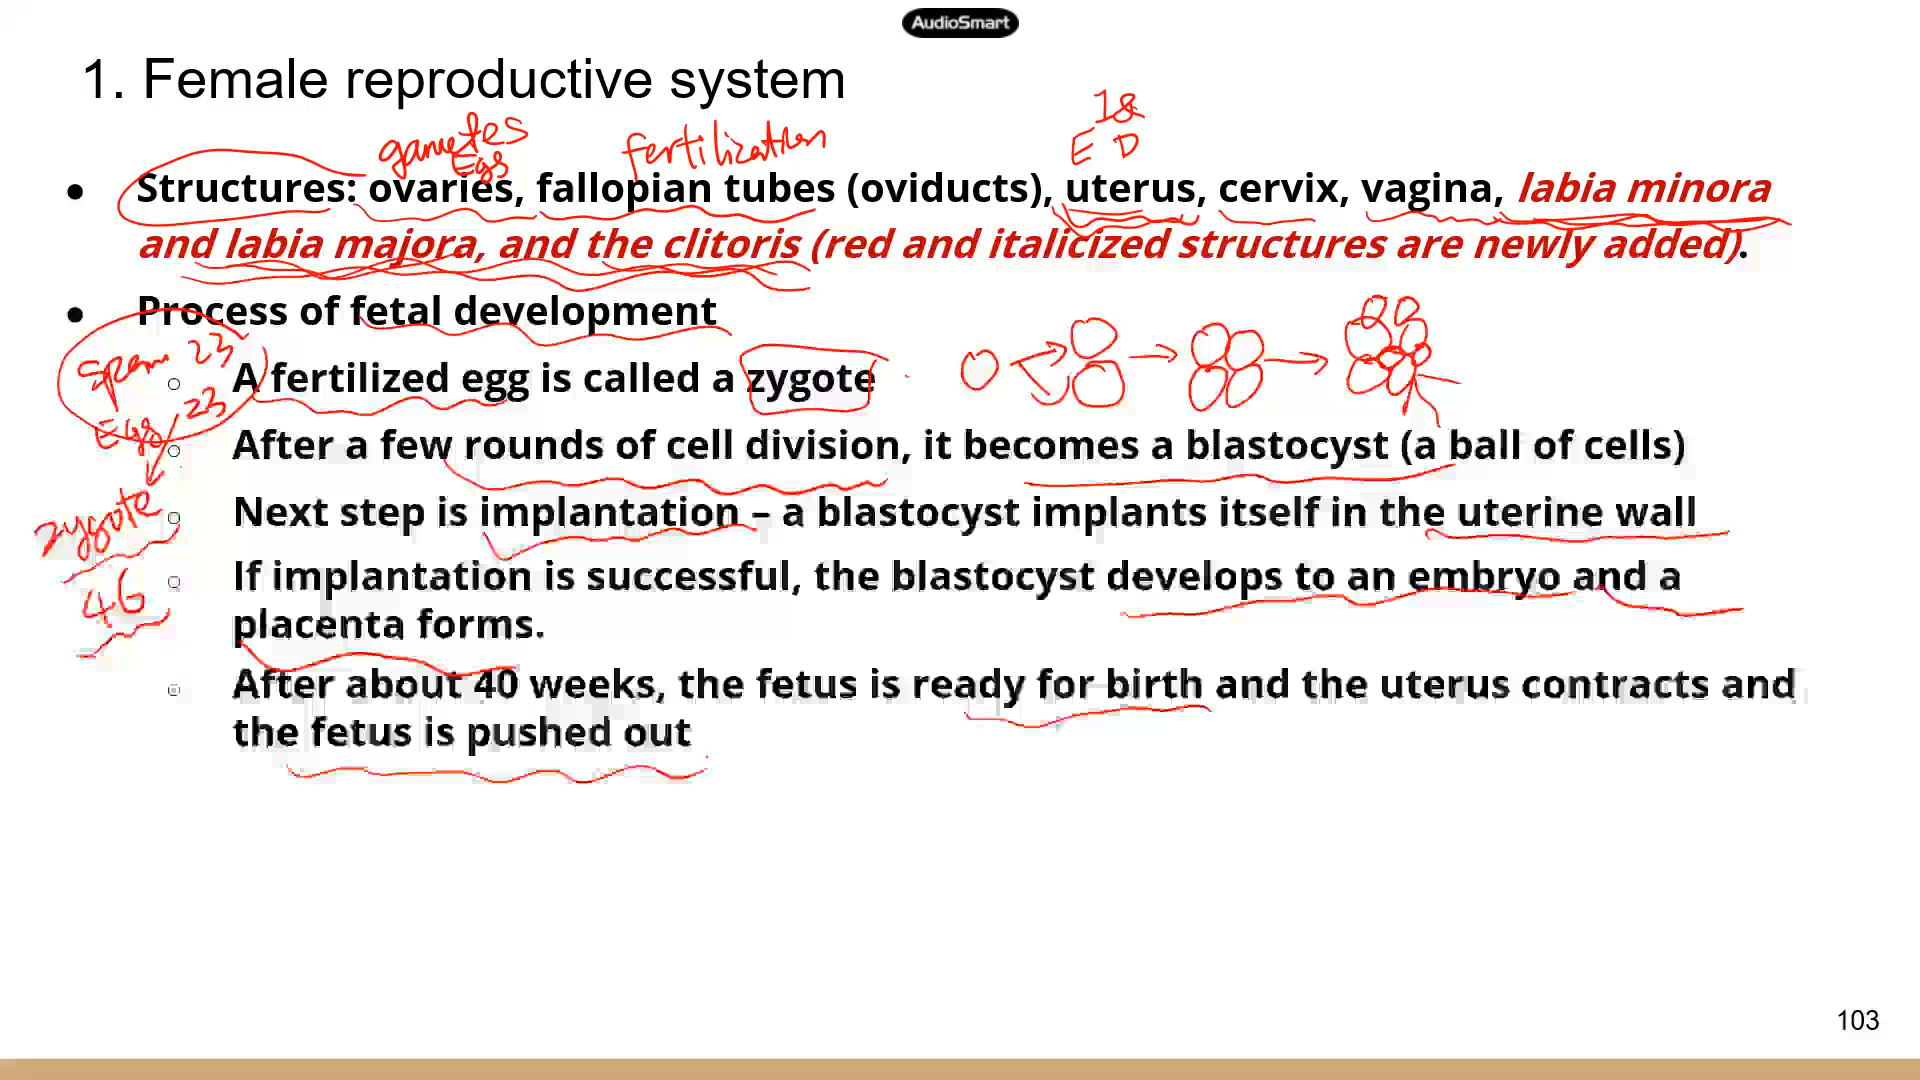 AudioSmart
1. Female reproductive system
1&
gametes
Egs
fertilization
E D
● Structures: ovaries, fallopian tubes (oviducts), uterus, cervix, vagina, labia minora
and labia majora, and the clitoris (red and italicized structures are newly added).
● Process of fetal development
Sperm 23
○ A fertilized egg is called a zygote
Egg 23
○ After a few rounds of cell division, it becomes a blastocyst (a ball of cells)
zygote
○ Next step is implantation – a blastocyst implants itself in the uterine wall
46
○ If implantation is successful, the blastocyst develops to an embryo and a
placenta forms.
○ After about 40 weeks, the fetus is ready for birth and the uterus contracts and
the fetus is pushed out
103